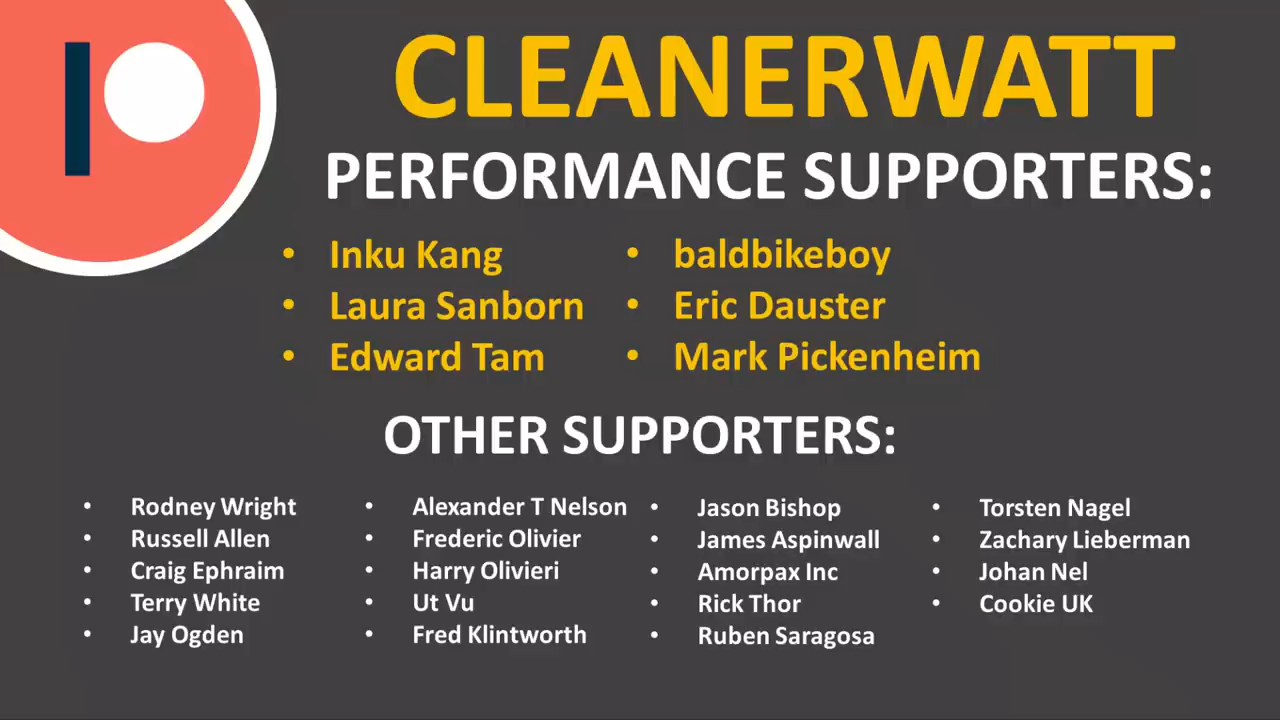 CLEANERWATT
PERFORMANCE SUPPORTERS:
• Inku Kang
• Laura Sanborn
• Edward Tam
• baldbikeboy
• Eric Dauster
• Mark Pickenheim
OTHER SUPPORTERS:
• Rodney Wright
• Russell Allen
• Craig Ephraim
• Terry White
• Jay Ogden
• Alexander T Nelson
• Frederic Olivier
• Harry Olivieri
• Ut Vu
• Fred Klintworth
• Jason Bishop
• James Aspinwall
• Amorpax Inc
• Rick Thor
• Ruben Saragosa
• Torsten Nagel
• Zachary Lieberman
• Johan Nel
• Cookie UK